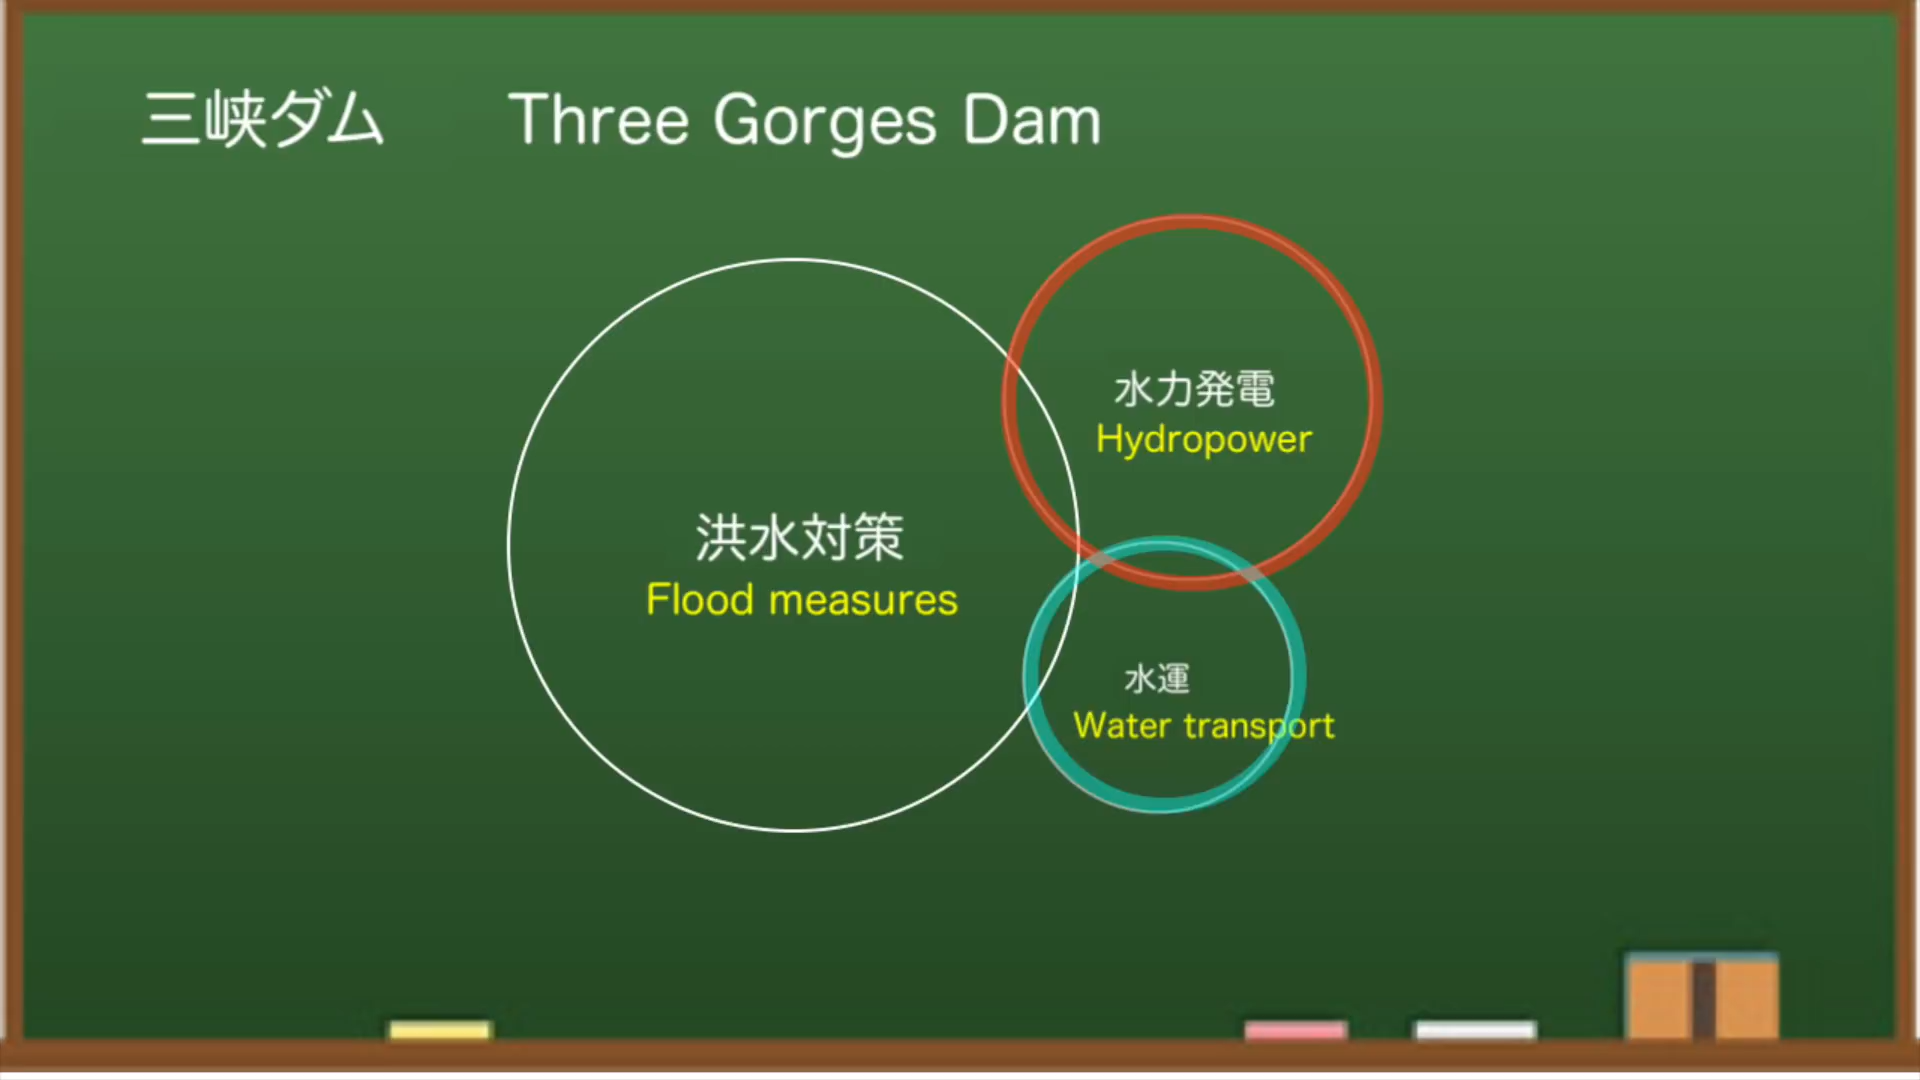 三峡ダム Three Gorges Dam
水力発電
Hydropower
洪水対策
Flood measures
水運
Water transport